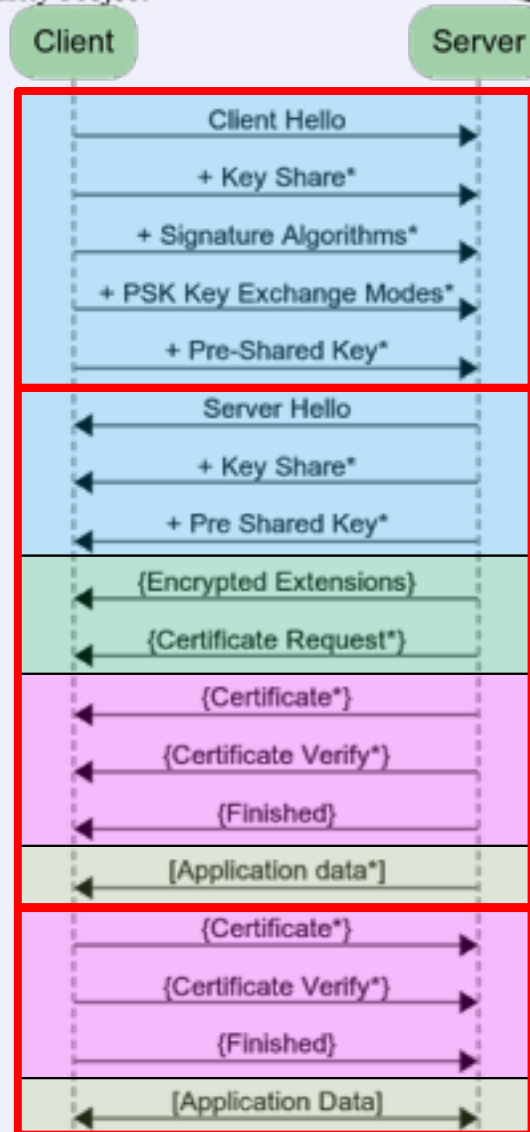 Client
Server
Client Hello
+ Key Share*
+ Signature Algorithms*
+ PSK Key Exchange Modes*
+ Pre-Shared Key*
Server Hello
+ Key Share*
+ Pre Shared Key*
{Encrypted Extensions}
{Certificate Request*}
{Certificate*}
{Certificate Verify*}
{Finished}
[Application data*]
{Certificate*}
{Certificate Verify*}
{Finished}
[Application Data]